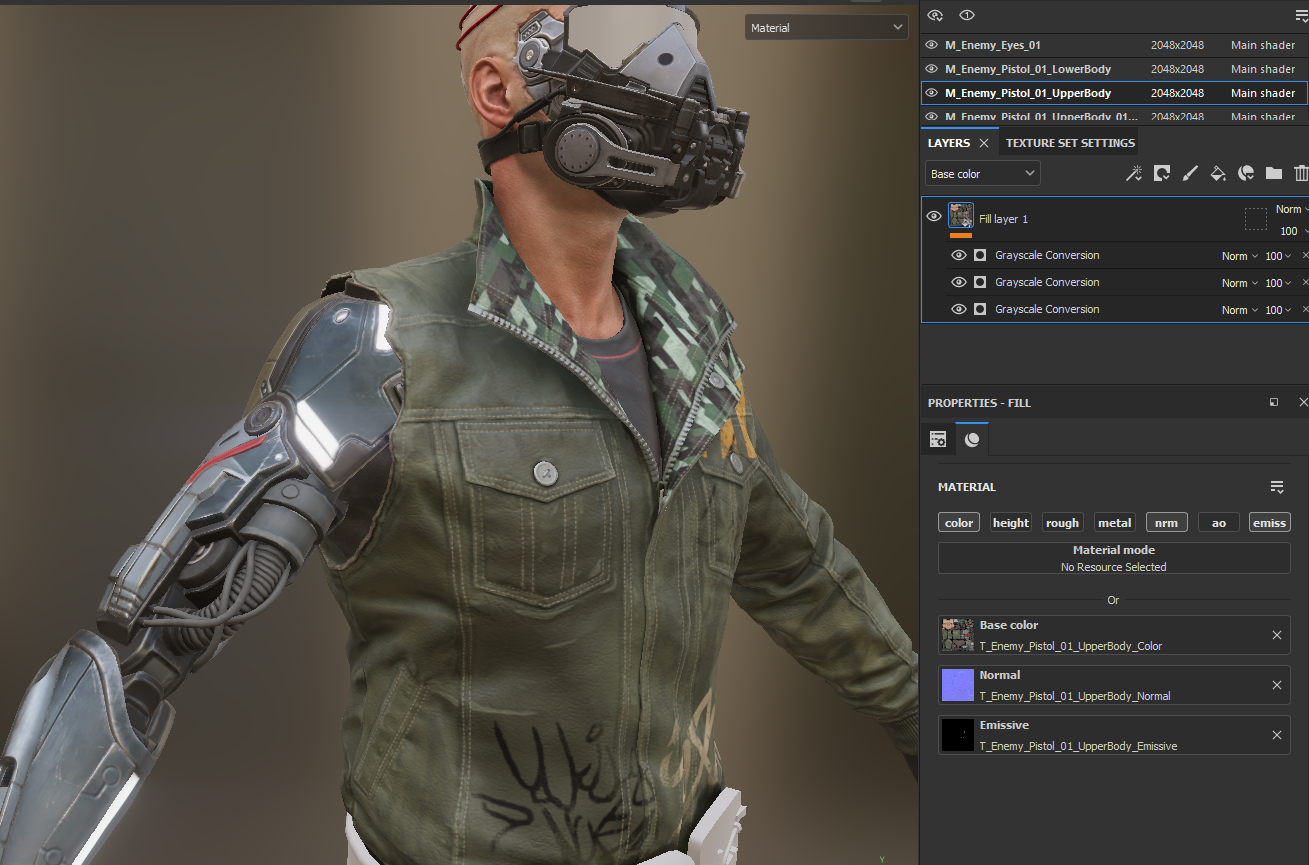 Material
M_Enemy_Eyes_01 2048x2048 Main shader
M_Enemy_Pistol_01_LowerBody 2048x2048 Main shader
M_Enemy_Pistol_01_UpperBody 2048x2048 Main shader
M_Enemy_Pistol_01_UpperBody_01... 2048x2048 Main shader
LAYERS TEXTURE SET SETTINGS
Base color
Fill layer 1 Norm
100
Grayscale Conversion Norm 100
Grayscale Conversion Norm 100
Grayscale Conversion Norm 100
PROPERTIES - FILL
MATERIAL
color height rough metal nrm ao emiss
Material mode
No Resource Selected
Or
Base color
T_Enemy_Pistol_01_UpperBody_Color
Normal
T_Enemy_Pistol_01_UpperBody_Normal
Emissive
T_Enemy_Pistol_01_UpperBody_Emissive
Y